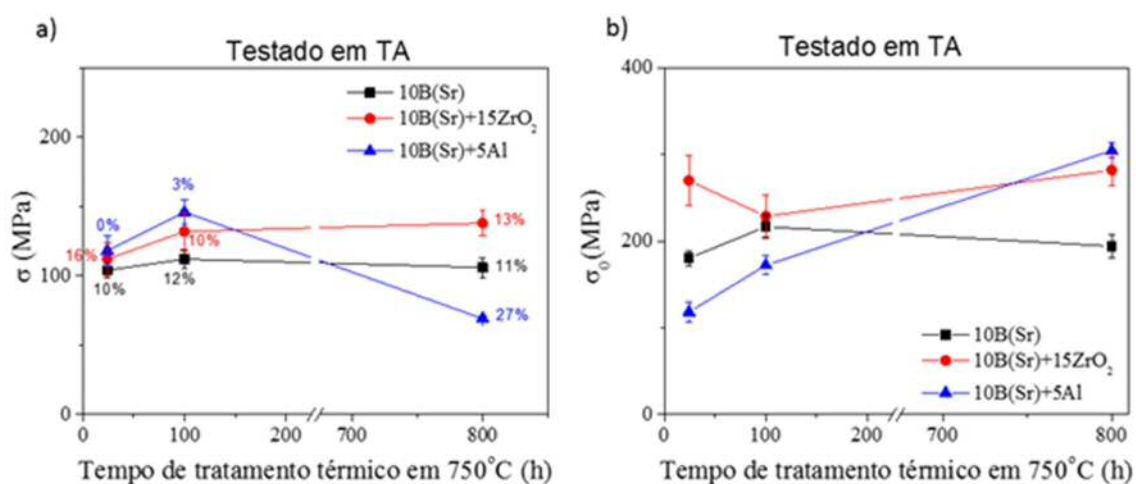 a)
Testado em TA
10B(Sr)
10B(Sr)+15ZrO₂
10B(Sr)+5Al
200
100
0
σ (MPa)
0%
3%
16%
10%
10%
12%
13%
11%
27%
0
100
200
700
800
Tempo de tratamento térmico em 750°C (h)
b)
Testado em TA
400
200
0
σ₀(MPa)
10B(Sr)
10B(Sr)+15ZrO₂
10B(Sr)+5Al
0
100
200
700
800
Tempo de tratamento térmico em 750°C (h)